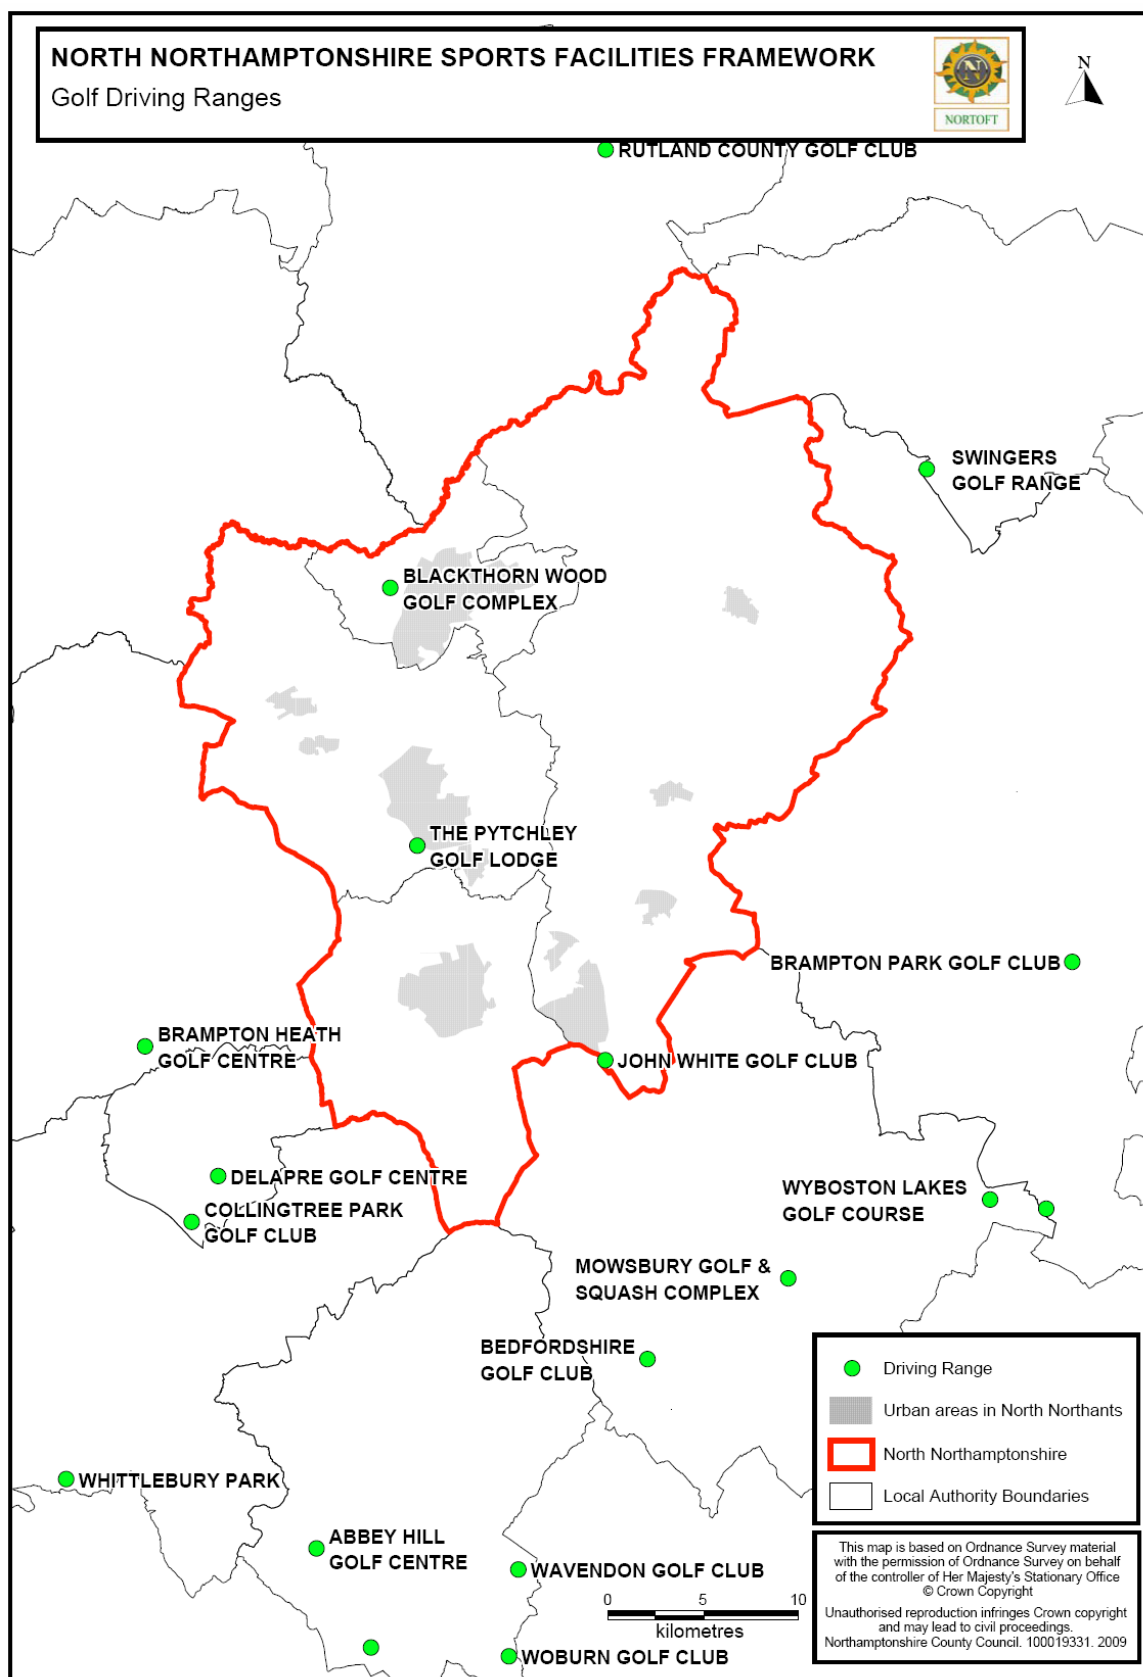 NORTH NORTHAMPTONSHIRE SPORTS FACILITIES FRAMEWORK
Golf Driving Ranges
NORTOFT
N
RUTLAND COUNTY GOLF CLUB
SWINGERS
GOLF RANGE
BLACKTHORN WOOD
GOLF COMPLEX
THE PYTCHLEY
GOLF LODGE
BRAMPTON PARK GOLF CLUB
BRAMPTON HEATH
GOLF CENTRE
JOHN WHITE GOLF CLUB
DELAPRE GOLF CENTRE
COLLINGTREE PARK
GOLF CLUB
WYBOSTON LAKES
GOLF COURSE
MOWSBURY GOLF &
SQUASH COMPLEX
BEDFORDSHIRE
GOLF CLUB
WHITTLEBURY PARK
ABBEY HILL
GOLF CENTRE
WAVENDON GOLF CLUB
WOBURN GOLF CLUB
0 5 10
kilometres
Driving Range
Urban areas in North Northants
North Northamptonshire
Local Authority Boundaries
This map is based on Ordnance Survey material
with the permission of Ordnance Survey on behalf
of the controller of Her Majesty's Stationary Office
© Crown Copyright
Unauthorised reproduction infringes Crown copyright
and may lead to civil proceedings.
Northamptonshire County Council. 100019331. 2009